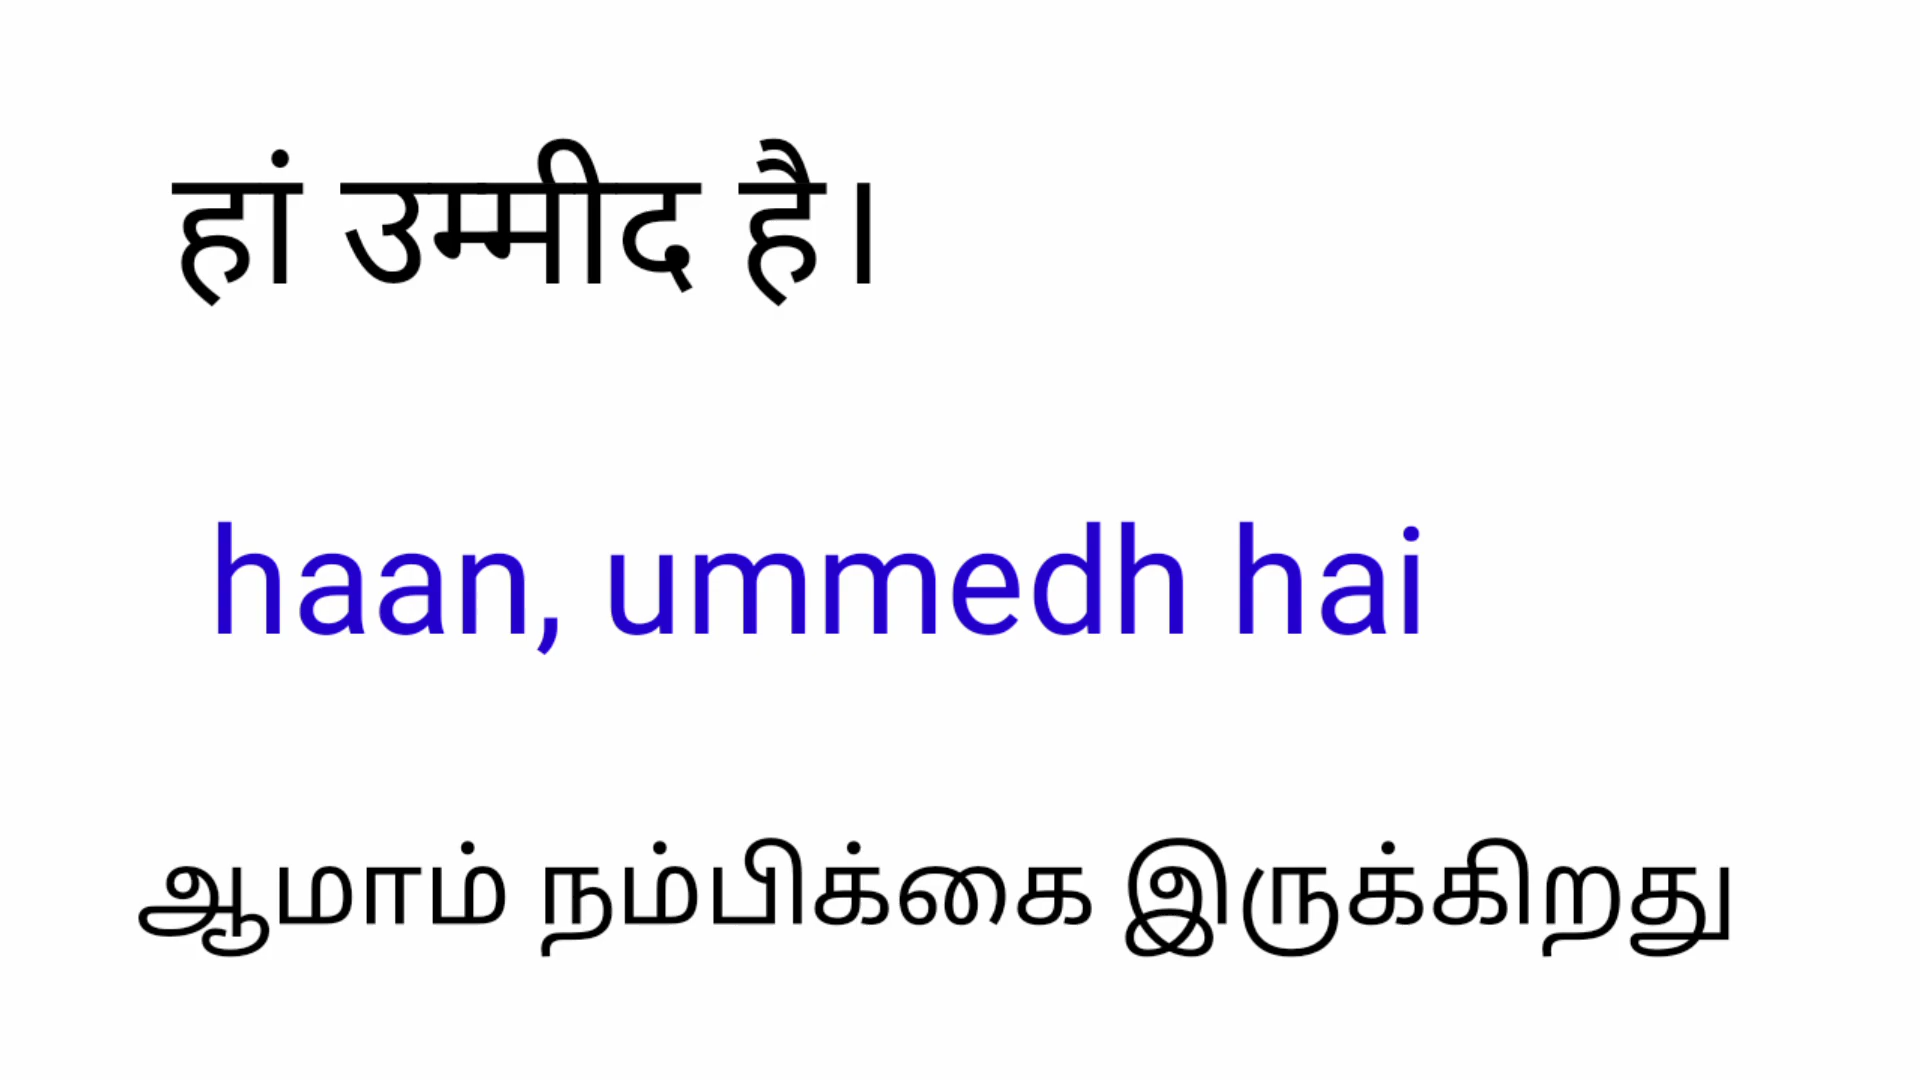 हां उम्मीद है।
haan, ummedh hai
ஆமாம் நம்பிக்கை இருக்கிறது